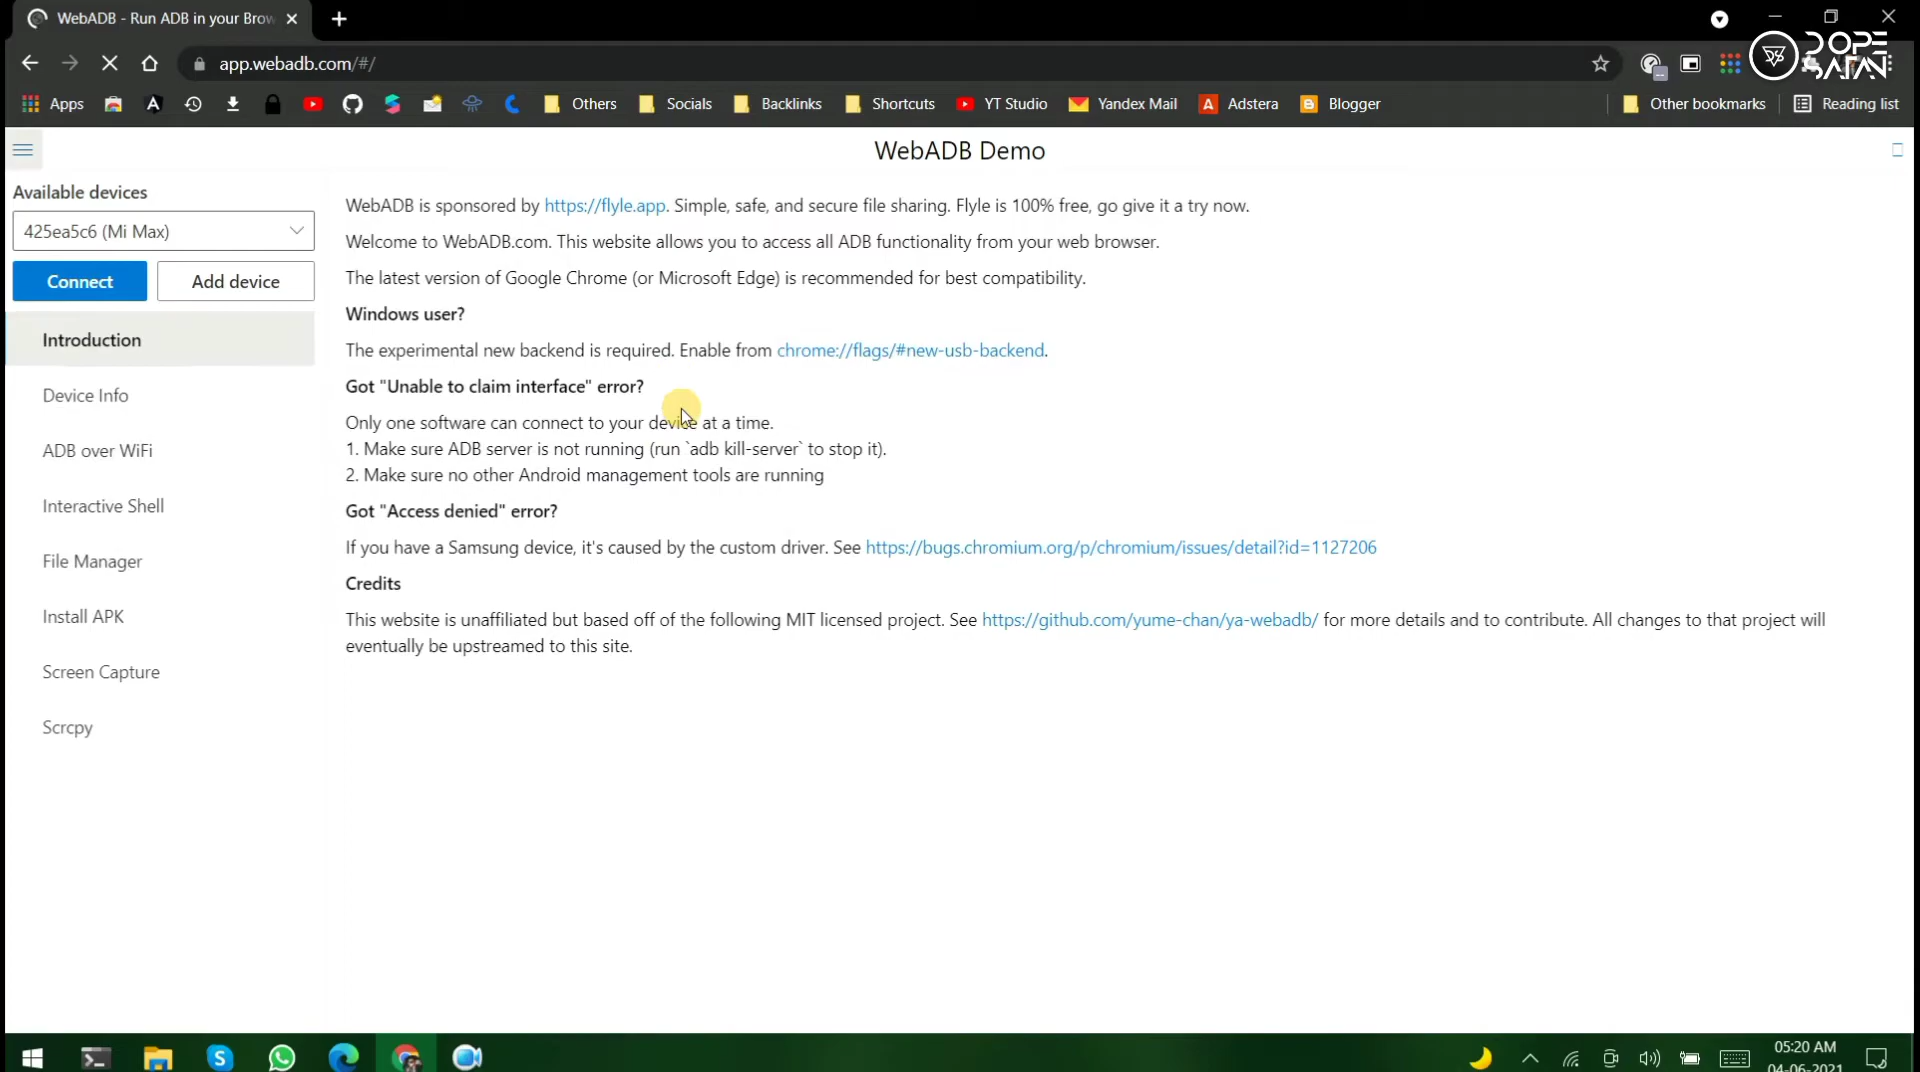 WebADB - Run ADB in your Brow
app.webadb.com/#/
DOPE
SATAN
Apps Others Socials Backlinks Shortcuts YT Studio Yandex Mail Adstera Blogger Other bookmarks Reading list
WebADB Demo
Available devices
425ea5c6 (Mi Max)
Connect Add device
Introduction
Device Info
ADB over WiFi
Interactive Shell
File Manager
Install APK
Screen Capture
Scrcpy
WebADB is sponsored by https://flyle.app. Simple, safe, and secure file sharing. Flyle is 100% free, go give it a try now.
Welcome to WebADB.com. This website allows you to access all ADB functionality from your web browser.
The latest version of Google Chrome (or Microsoft Edge) is recommended for best compatibility.
Windows user?
The experimental new backend is required. Enable from chrome://flags/#new-usb-backend.
Got "Unable to claim interface" error?
Only one software can connect to your device at a time.
1. Make sure ADB server is not running (run `adb kill-server` to stop it).
2. Make sure no other Android management tools are running
Got "Access denied" error?
If you have a Samsung device, it's caused by the custom driver. See https://bugs.chromium.org/p/chromium/issues/detail?id=1127206
Credits
This website is unaffiliated but based off of the following MIT licensed project. See https://github.com/yume-chan/ya-webadb/ for more details and to contribute. All changes to that project will
eventually be upstreamed to this site.
05:20 AM
04-06-2021